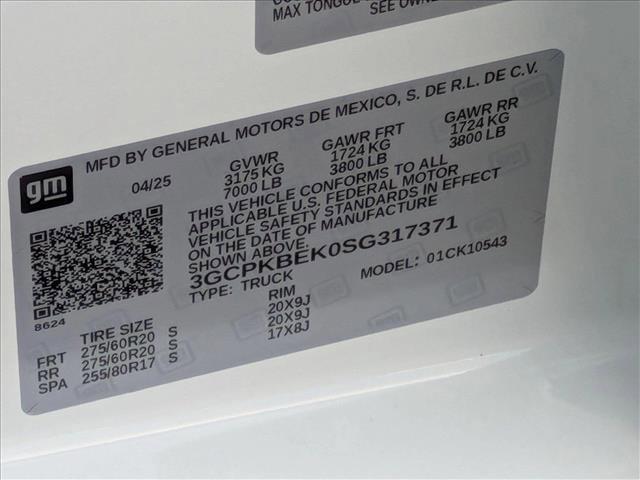 MAX TONGUE
SEE OWNE
MFD BY GENERAL MOTORS DE MEXICO, S. DE R.L. DE C.V.
gm
04/25
GVWR GAWR FRT GAWR RR
3175 KG 1724 KG 1724 KG
7000 LB 3800 LB 3800 LB
THIS VEHICLE CONFORMS TO ALL
APPLICABLE U.S. FEDERAL MOTOR
VEHICLE SAFETY STANDARDS IN EFFECT
ON THE DATE OF MANUFACTURE
SHOWN ABOVE.
3GCPKBEK0SG317371
TYPE: TRUCK MODEL: 01CK10543
8624
TIRE SIZE RIM
FRT 275/60R20 S 20X9J
RR 275/60R20 S 20X9J
SPA 255/80R17 S 17X8J